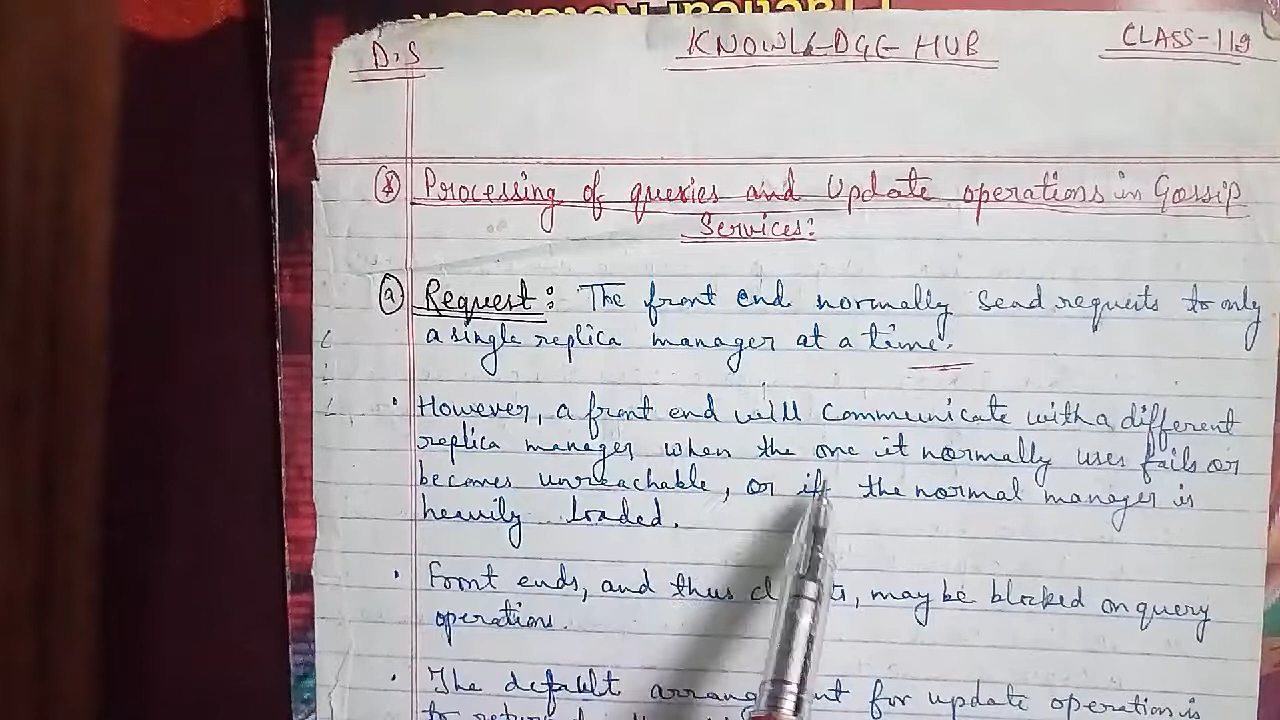 D.S
KNOWLEDGE HUB
CLASS-119
⑧ Processing of queries and Update operations in Gossip
Services:
ⓐ Request: The front end normally send requests to only
a single replica manager at a time.
• However, a front end will communicate with a different
replica manager when the one it normally uses fails or
becomes unreachable, or if the normal manager is
heavily loaded.
• Front ends, and thus, may be blocked on query
operations.
• The default for update operation is
to